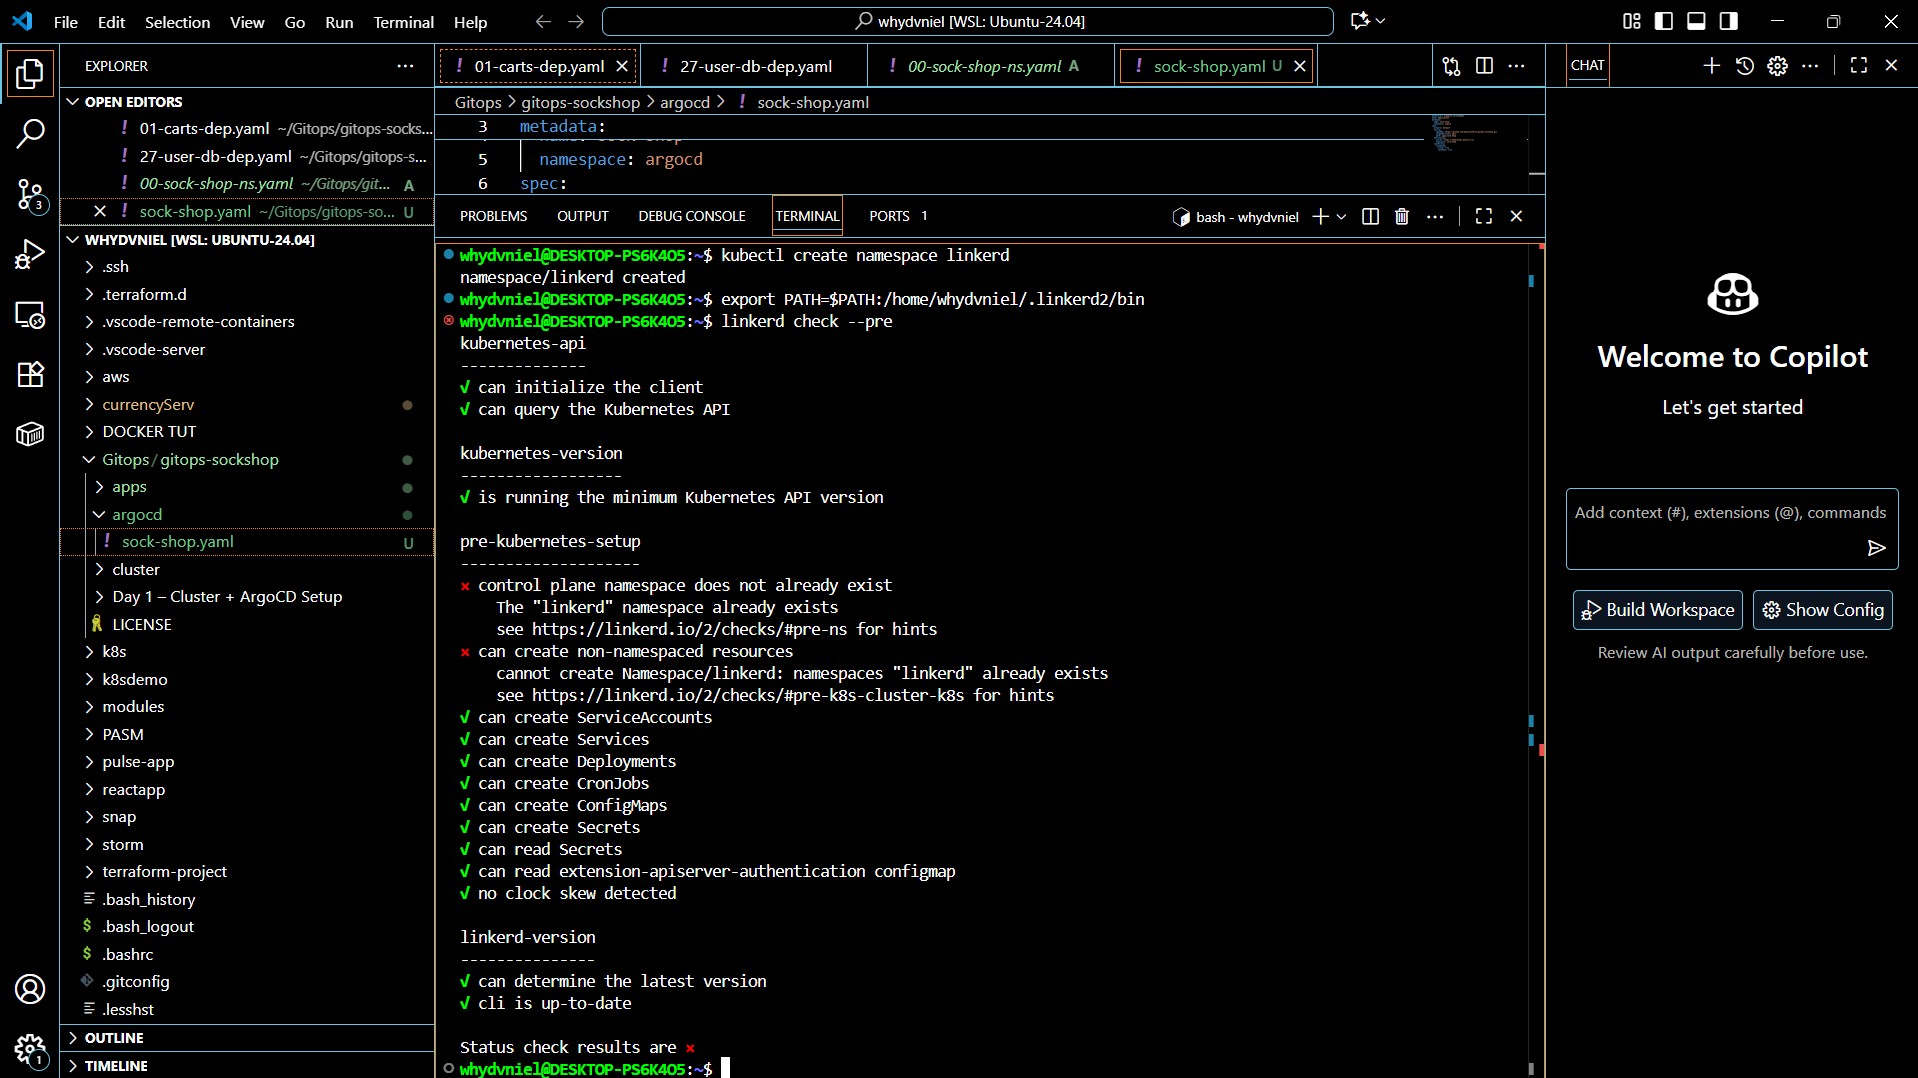 File Edit Selection View Go Run Terminal Help
whydvniel [WSL: Ubuntu-24.04]
EXPLORER
OPEN EDITORS
! 01-carts-dep.yaml ~/Gitops/gitops-socks...
! 27-user-db-dep.yaml ~/Gitops/gitops-s...
! 00-sock-shop-ns.yaml ~/Gitops/git... A
! sock-shop.yaml ~/Gitops/gitops-so... U
WHYDVNIEL [WSL: UBUNTU-24.04]
.ssh
.terraform.d
.vscode-remote-containers
.vscode-server
aws
currencyServ
DOCKER TUT
Gitops / gitops-sockshop
apps
argocd
! sock-shop.yaml U
cluster
Day 1 – Cluster + ArgoCD Setup
LICENSE
k8s
k8sdemo
modules
PASM
pulse-app
reactapp
snap
storm
terraform-project
.bash_history
$ .bash_logout
$ .bashrc
.gitconfig
.lesshst
OUTLINE
TIMELINE
3
1
! 01-carts-dep.yaml
! 27-user-db-dep.yaml
! 00-sock-shop-ns.yaml A
! sock-shop.yaml U
Gitops > gitops-sockshop > argocd > ! sock-shop.yaml
3 metadata:
5 namespace: argocd
6 spec:
PROBLEMS OUTPUT DEBUG CONSOLE TERMINAL PORTS 1
bash - whydvniel
whydvniel@DESKTOP-PS6K4O5:~$ kubectl create namespace linkerd
namespace/linkerd created
whydvniel@DESKTOP-PS6K4O5:~$ export PATH=$PATH:/home/whydvniel/.linkerd2/bin
whydvniel@DESKTOP-PS6K4O5:~$ linkerd check --pre
kubernetes-api
--------------
√ can initialize the client
√ can query the Kubernetes API
kubernetes-version
------------------
√ is running the minimum Kubernetes API version
pre-kubernetes-setup
--------------------
× control plane namespace does not already exist
The "linkerd" namespace already exists
see https://linkerd.io/2/checks/#pre-ns for hints
× can create non-namespaced resources
cannot create Namespace/linkerd: namespaces "linkerd" already exists
see https://linkerd.io/2/checks/#pre-k8s-cluster-k8s for hints
√ can create ServiceAccounts
√ can create Services
√ can create Deployments
√ can create CronJobs
√ can create ConfigMaps
√ can create Secrets
√ can read Secrets
√ can read extension-apiserver-authentication configmap
√ no clock skew detected
linkerd-version
---------------
√ can determine the latest version
√ cli is up-to-date
Status check results are ×
whydvniel@DESKTOP-PS6K4O5:~$
CHAT
Welcome to Copilot
Let's get started
Add context (#), extensions (@), commands
Build Workspace
Show Config
Review AI output carefully before use.